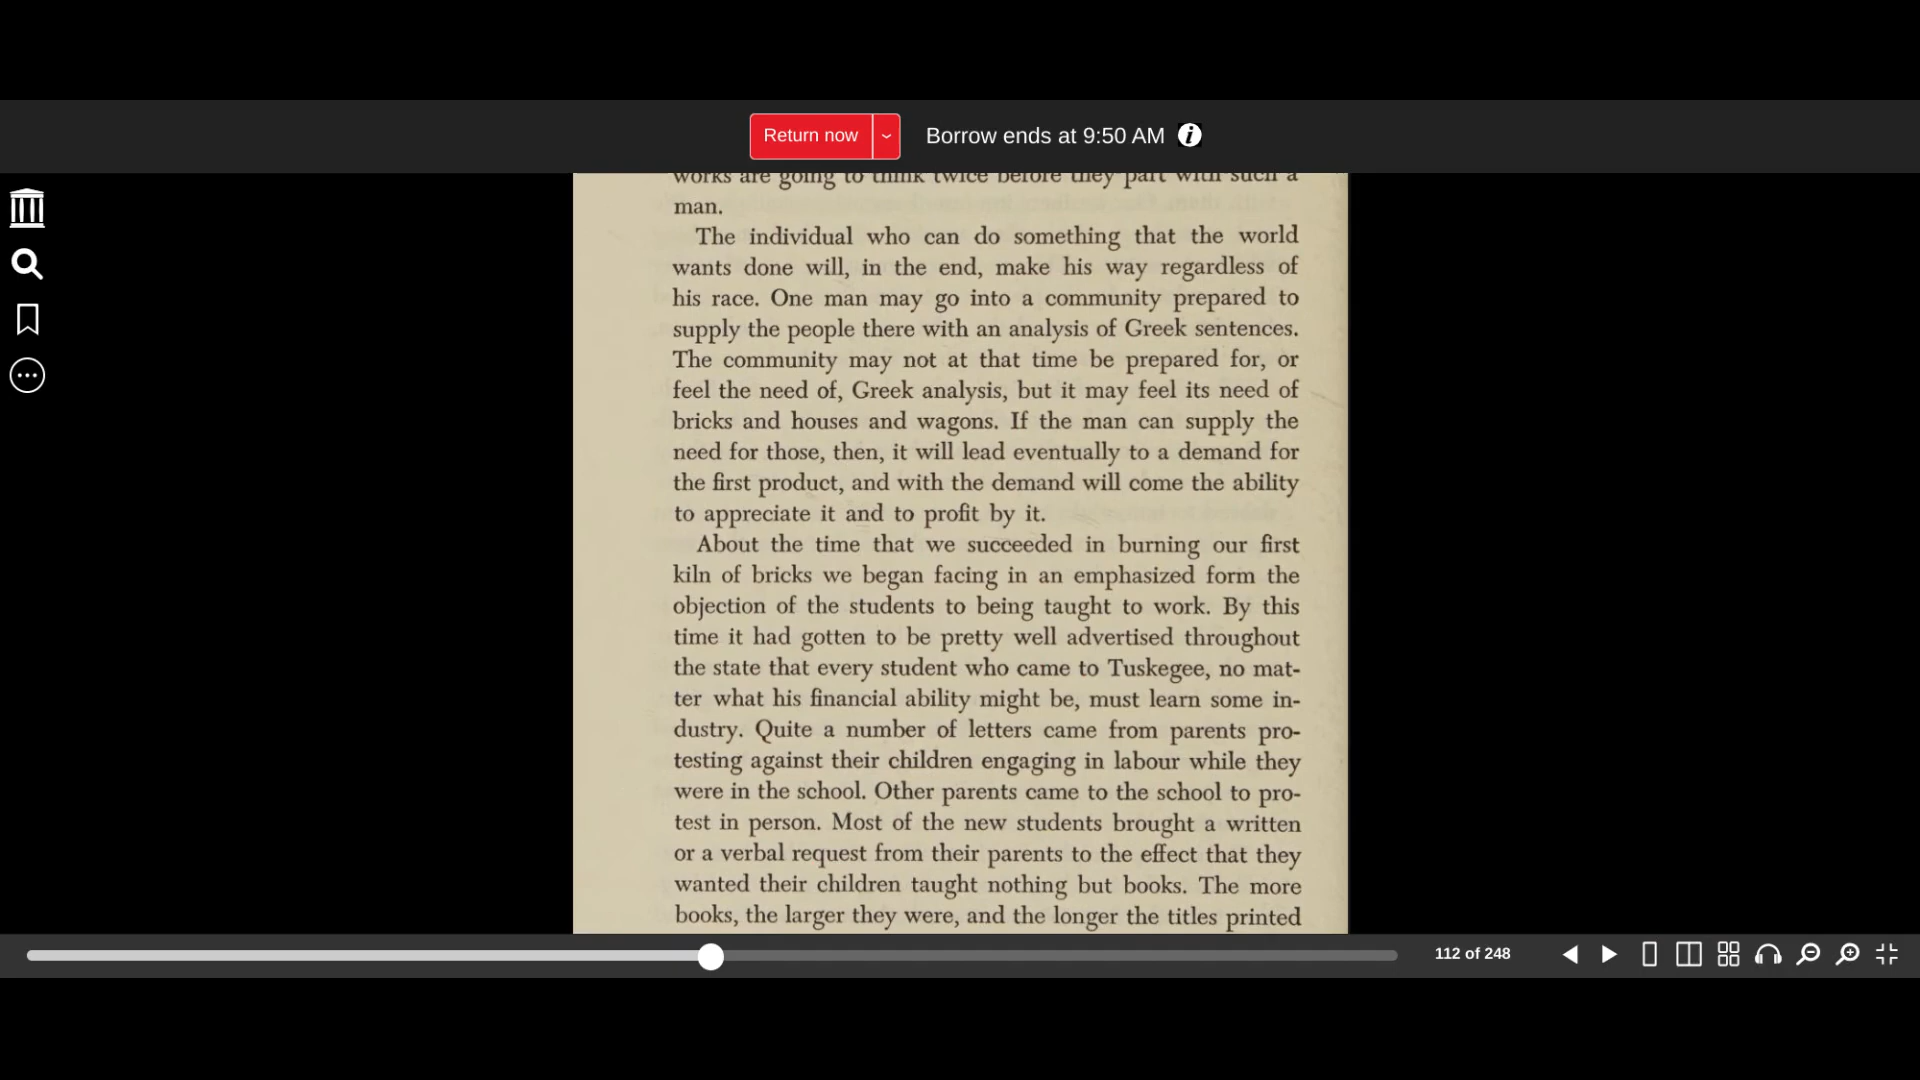 Return now
Borrow ends at 9:50 AM
works are going to think twice before they part with such a
man.
The individual who can do something that the world
wants done will, in the end, make his way regardless of
his race. One man may go into a community prepared to
supply the people there with an analysis of Greek sentences.
The community may not at that time be prepared for, or
feel the need of, Greek analysis, but it may feel its need of
bricks and houses and wagons. If the man can supply the
need for those, then, it will lead eventually to a demand for
the first product, and with the demand will come the ability
to appreciate it and to profit by it.
About the time that we succeeded in burning our first
kiln of bricks we began facing in an emphasized form the
objection of the students to being taught to work. By this
time it had gotten to be pretty well advertised throughout
the state that every student who came to Tuskegee, no mat-
ter what his financial ability might be, must learn some in-
dustry. Quite a number of letters came from parents pro-
testing against their children engaging in labour while they
were in the school. Other parents came to the school to pro-
test in person. Most of the new students brought a written
or a verbal request from their parents to the effect that they
wanted their children taught nothing but books. The more
books, the larger they were, and the longer the titles printed
112 of 248